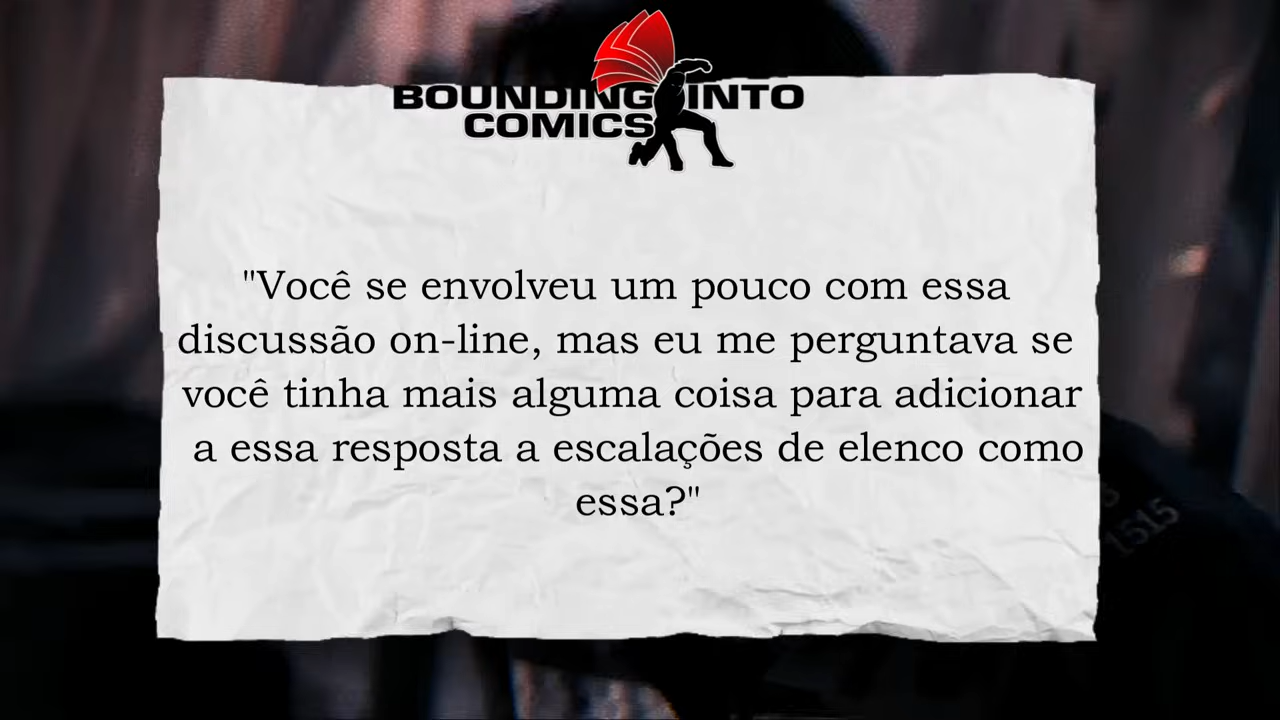 BOUNDING INTO
COMICS
"Você se envolveu um pouco com essa
discussão on-line, mas eu me perguntava se
você tinha mais alguma coisa para adicionar
a essa resposta a escalações de elenco como
essa?"
1515